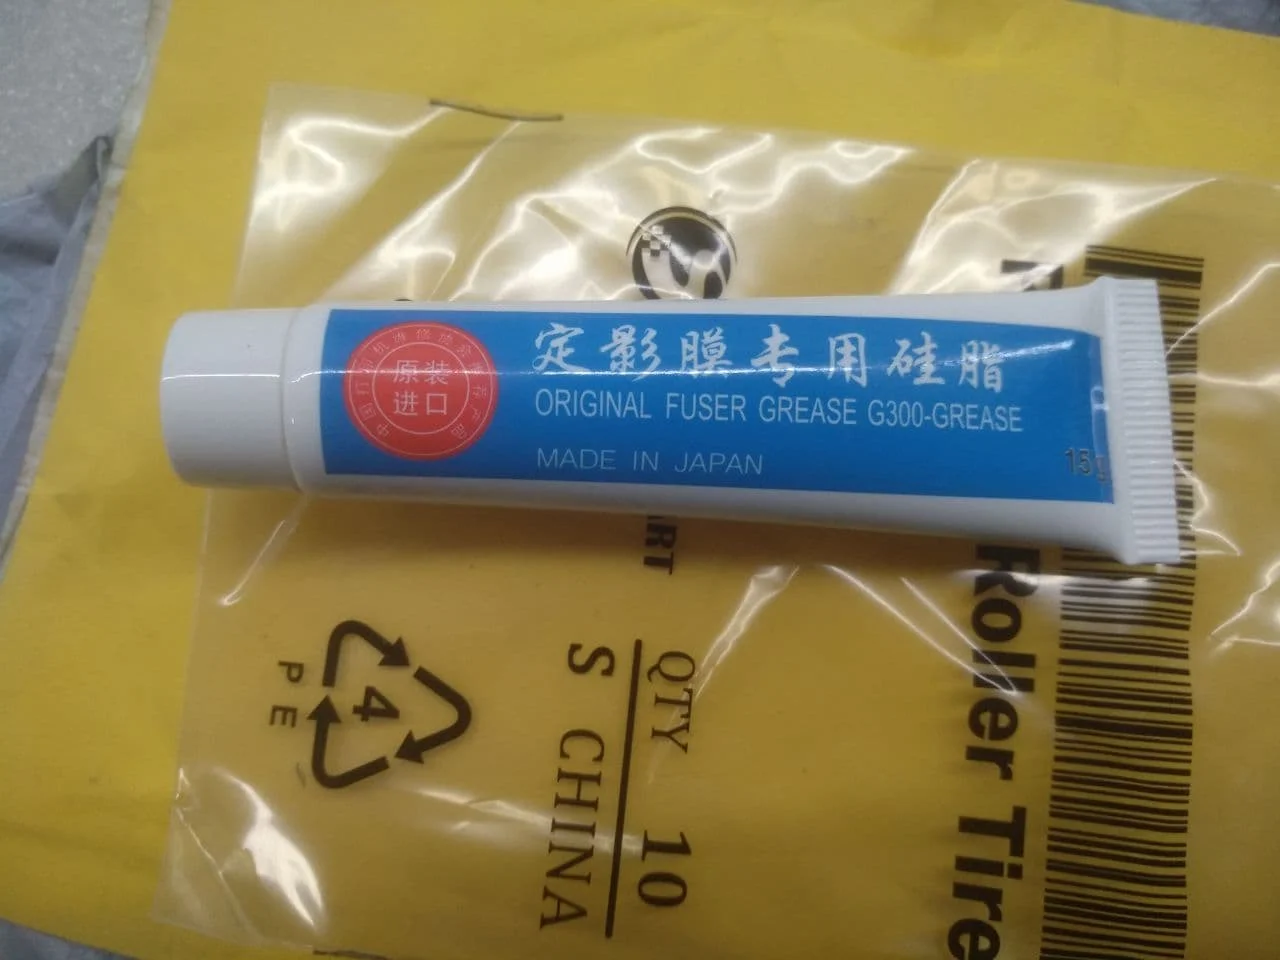 原装
进口
定影膜专用硅脂
ORIGINAL FUSER GREASE G300-GREASE
MADE IN JAPAN
15g
Roller Tire
QTY 10
S CHINA
4
PE